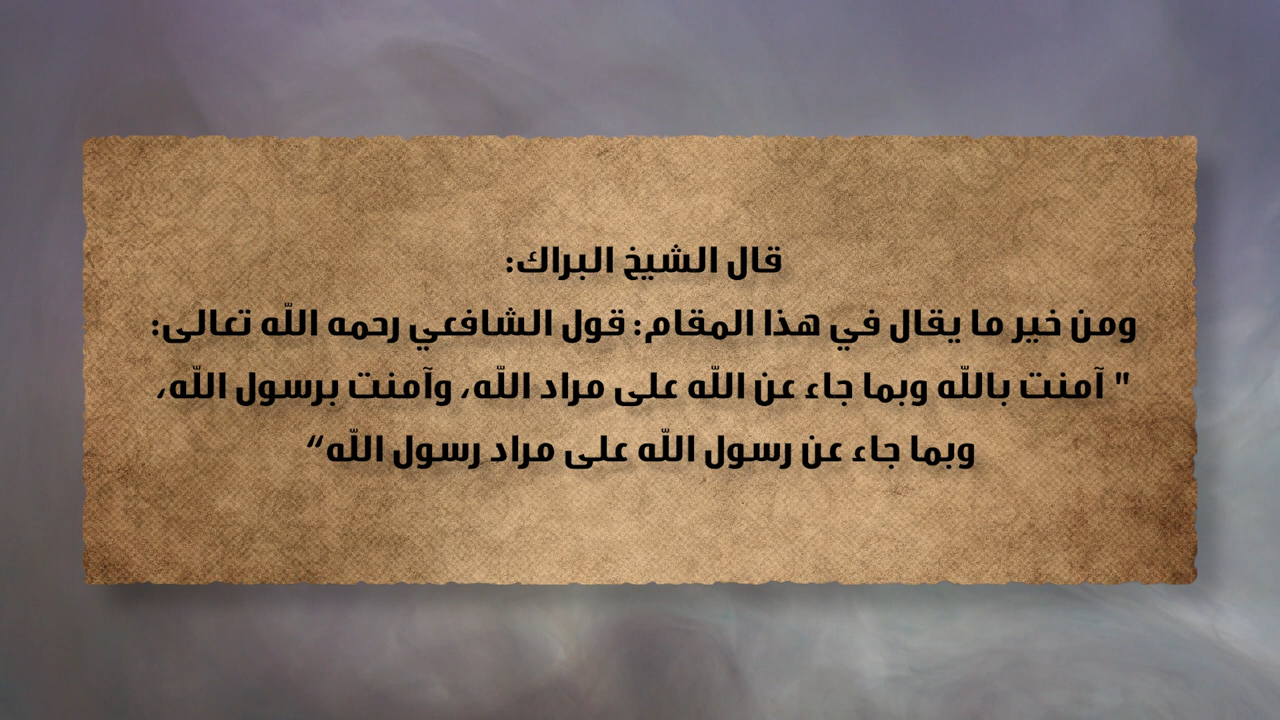 قال الشيخ البراك:
ومن خير ما يقال في هذا المقام: قول الشافعي رحمه الله تعالى:
" آمنت بالله وبما جاء عن الله على مراد الله، وآمنت برسول الله،
وبما جاء عن رسول الله على مراد رسول الله“